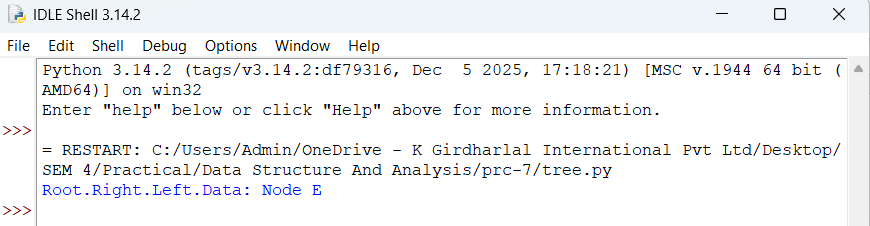 IDLE Shell 3.14.2
File Edit Shell Debug Options Window Help
Python 3.14.2 (tags/v3.14.2:df79316, Dec  5 2025, 17:18:21) [MSC v.1944 64 bit (
AMD64)] on win32
Enter "help" below or click "Help" above for more information.
>>>
= RESTART: C:/Users/Admin/OneDrive - K Girdharlal International Pvt Ltd/Desktop/
SEM 4/Practical/Data Structure And Analysis/prc-7/tree.py
Root.Right.Left.Data: Node E
>>>